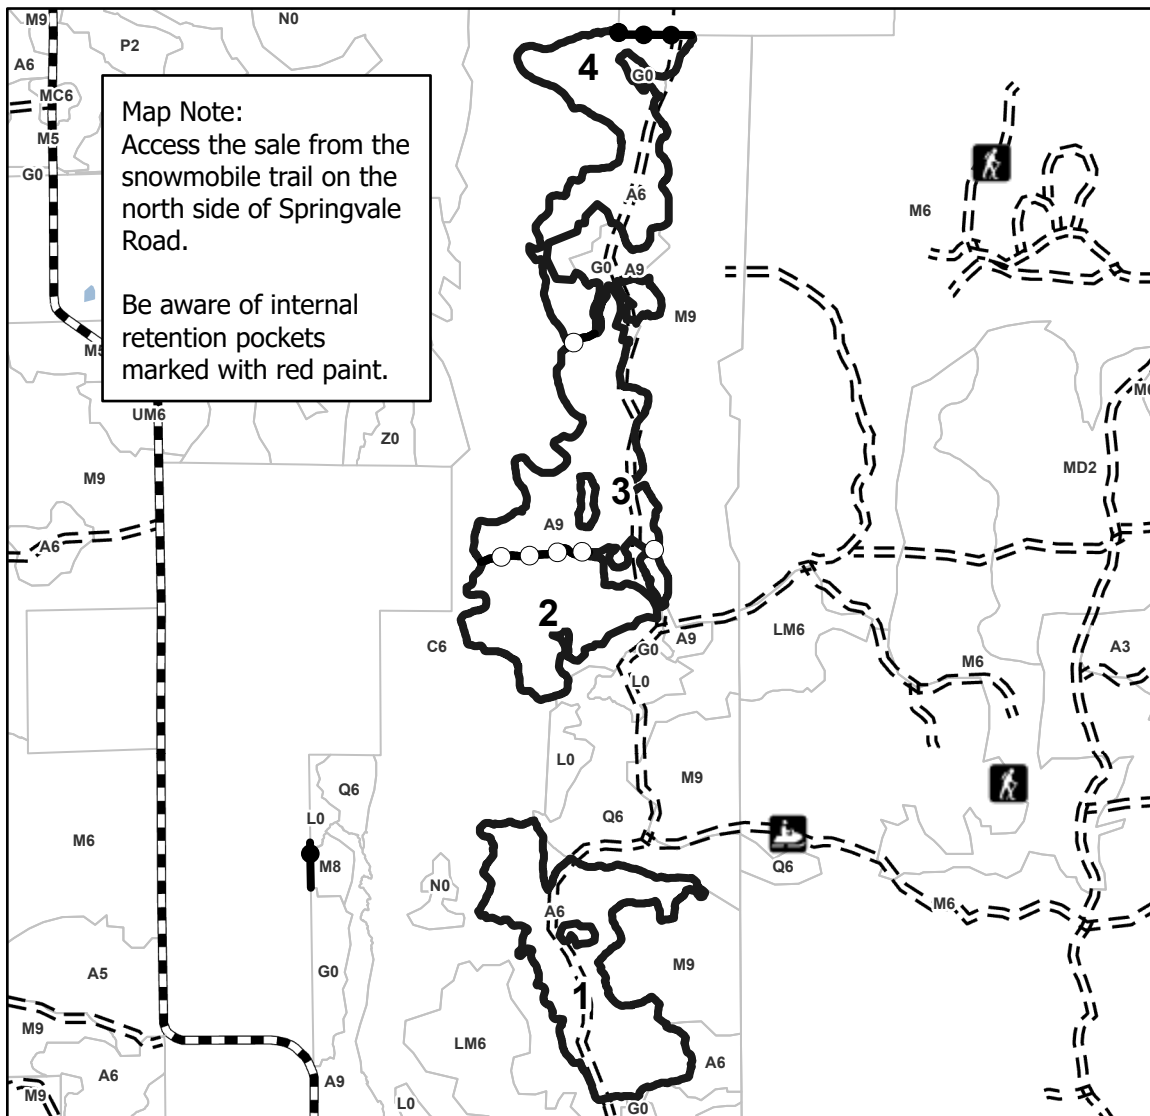 M9
N0
P2
A6
4
G0
MC6
M5
G0
Map Note:
Access the sale from the
snowmobile trail on the
north side of Springvale
Road.
Be aware of internal
retention pockets
marked with red paint.
A6
M6
G0
A9
M9
UM6
M6
Z0
M9
MD2
3
A9
A6
2
LM6
A9
C6
G0
A3
M6
L0
L0
M9
Q6
Q6
L0
M6
M8
Q6
N0
M6
A6
M9
A5
G0
1
M9
LM6
A6
A6
A9
M9
L0
G0